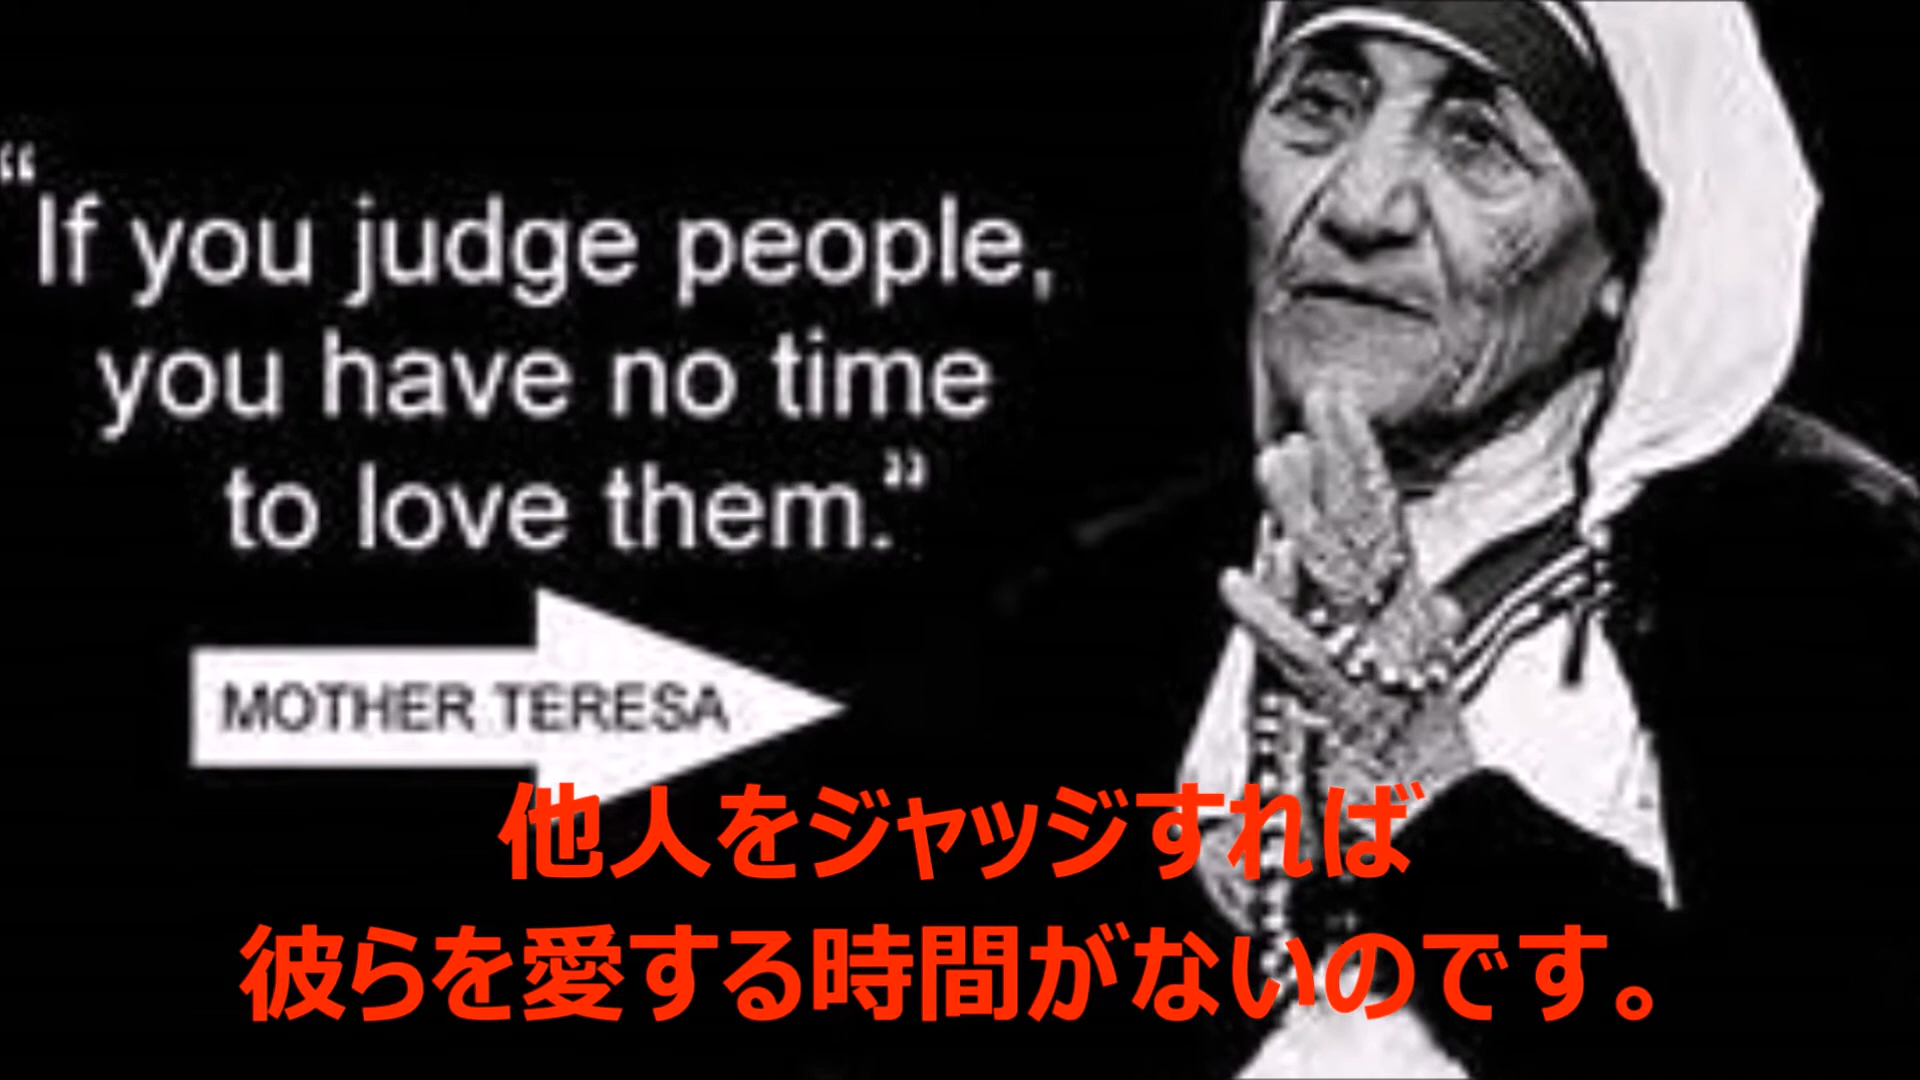 “If you judge people,
you have no time
to love them.”
MOTHER TERESA
他人をジャッジすれば
彼らを愛する時間がないのです。